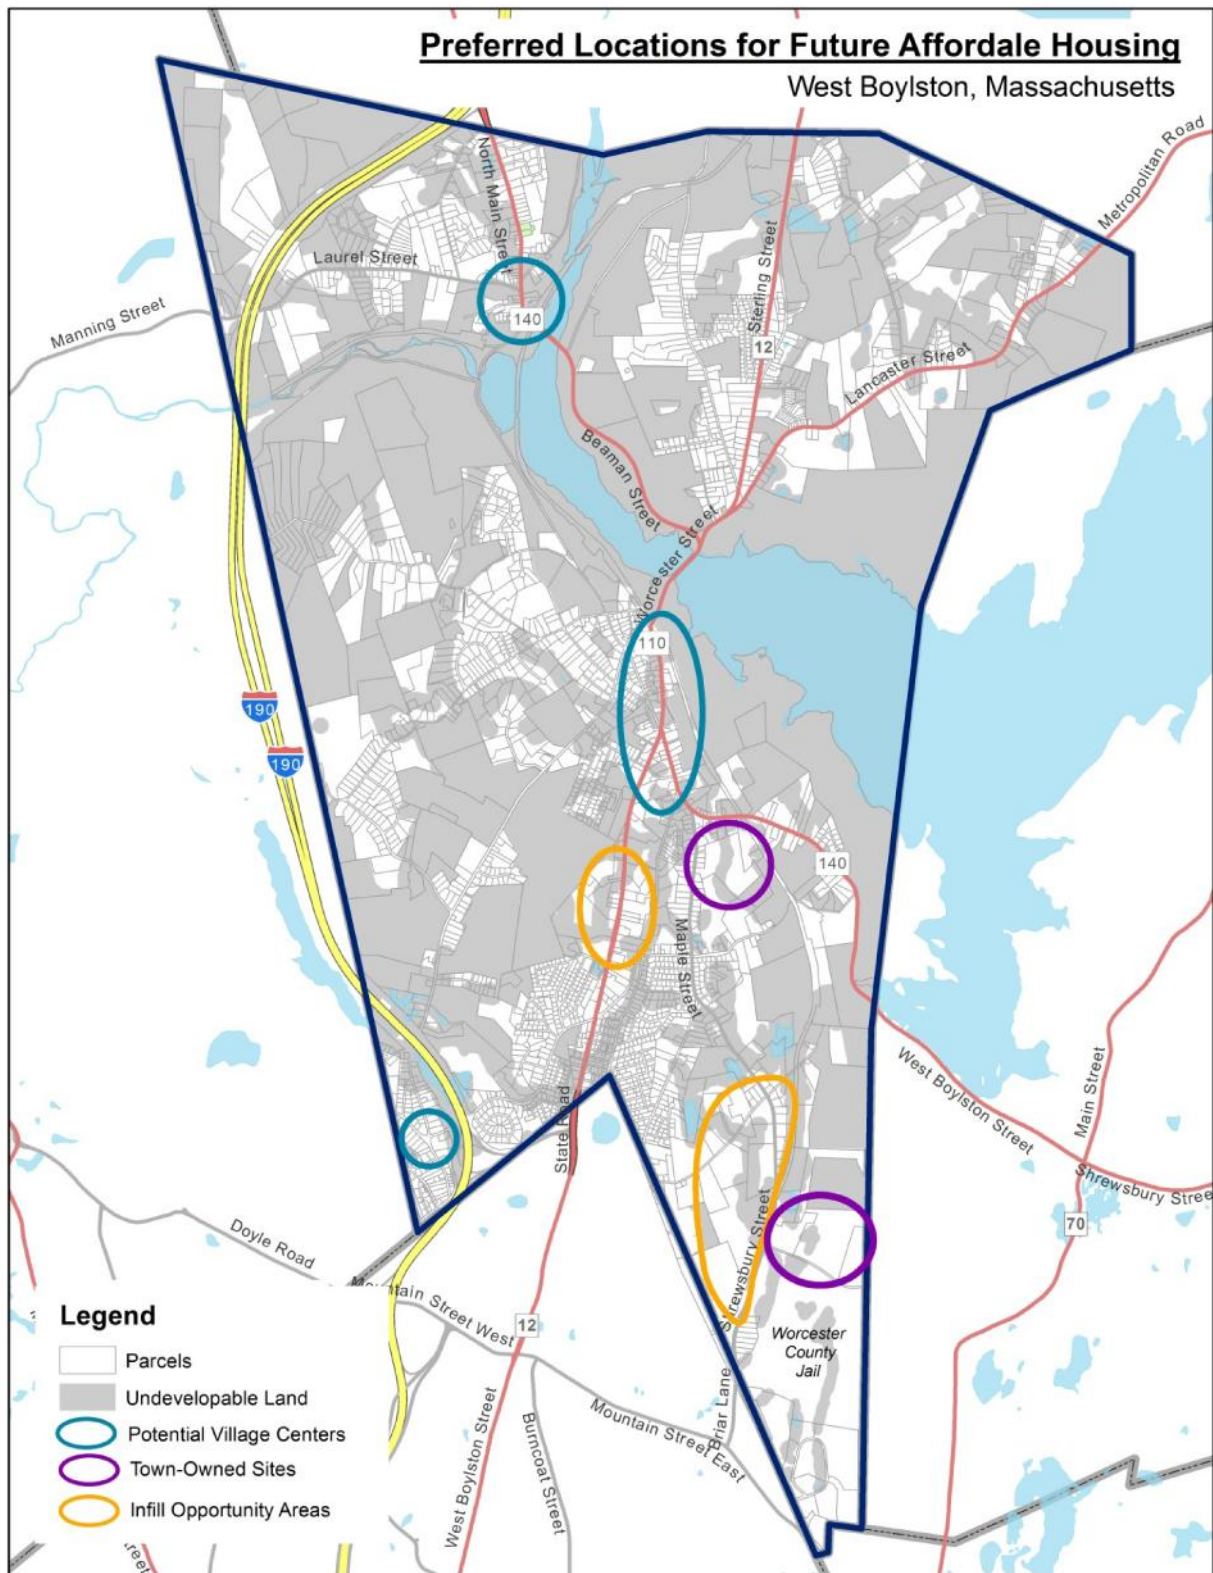 Preferred Locations for Future Affordale Housing
West Boylston, Massachusetts
Metropolitan Road
North Main Street
Sterling Street
Laurel Street
Manning Street
140
12
Lancaster Street
Beaman Street
Worcester Street
110
190
190
140
Maple Street
West Boylston Street
Main Street
State Road
Shrewsbury Stree
70
Shrewsbury Street
Doyle Road
Mountain Street West
12
Worcester
County
Jail
Briar Lane
Mountain Street East
West Boylston Street
Burncoat Street
Legend
Parcels
Undevelopable Land
Potential Village Centers
Town-Owned Sites
Infill Opportunity Areas